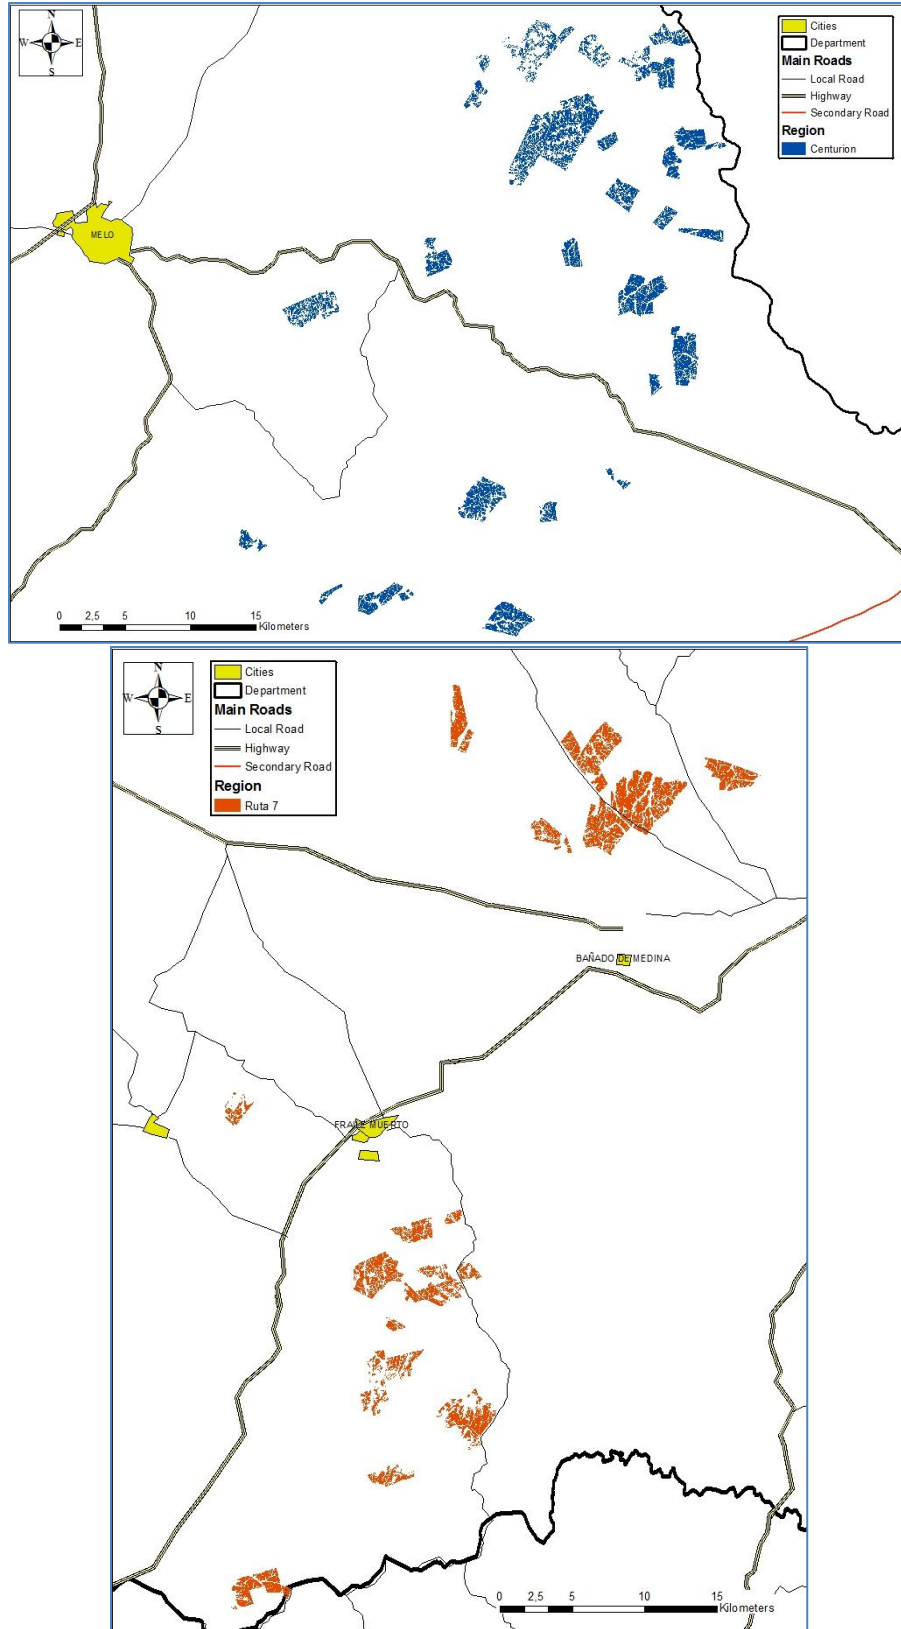 N
W E
S
Cities
Department
Main Roads
Local Road
Highway
Secondary Road
Region
Centurion
MELO
0 2,5 5 10 15
Kilometers
N
W E
S
Cities
Department
Main Roads
Local Road
Highway
Secondary Road
Region
Ruta 7
BAÑADO DE MEDINA
FRAILE MUERTO
0 2,5 5 10 15
Kilometers